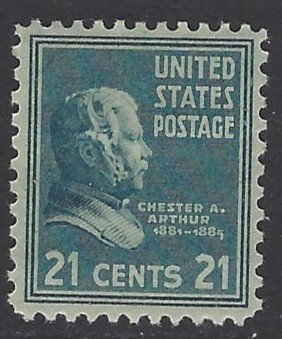 UNITED
STATES
POSTAGE
CHESTER A.
ARTHUR
1881-1885
21 CENTS 21